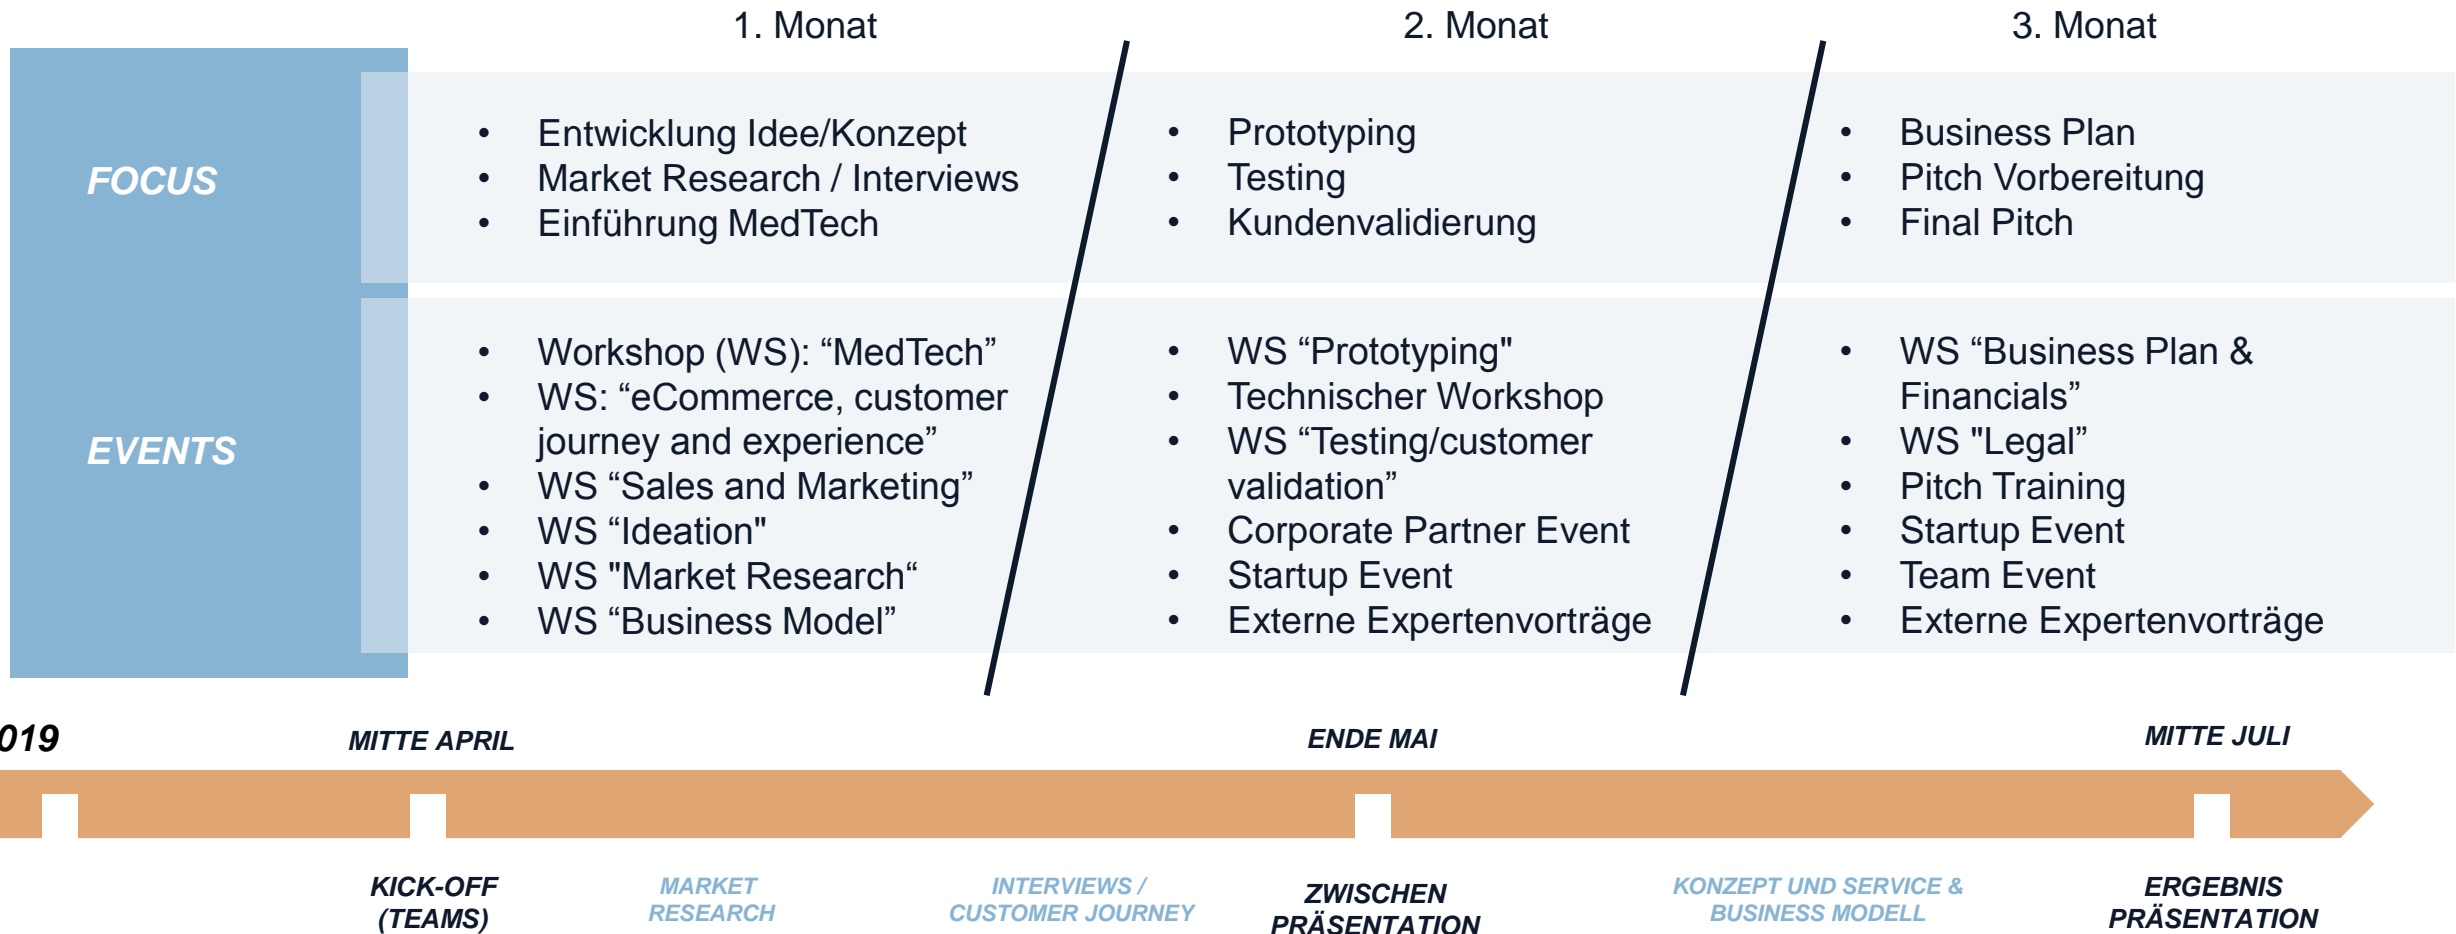 1. Monat
2. Monat
3. Monat
FOCUS
• Entwicklung Idee/Konzept
• Market Research / Interviews
• Einführung MedTech
• Prototyping
• Testing
• Kundenvalidierung
• Business Plan
• Pitch Vorbereitung
• Final Pitch
EVENTS
• Workshop (WS): “MedTech”
• WS: “eCommerce, customer
journey and experience”
• WS “Sales and Marketing”
• WS “Ideation"
• WS "Market Research“
• WS “Business Model”
• WS “Prototyping"
• Technischer Workshop
• WS “Testing/customer
validation”
• Corporate Partner Event
• Startup Event
• Externe Expertenvorträge
• WS “Business Plan &
Financials”
• WS "Legal”
• Pitch Training
• Startup Event
• Team Event
• Externe Expertenvorträge
019
MITTE APRIL
ENDE MAI
MITTE JULI
KICK-OFF
(TEAMS)
MARKET
RESEARCH
INTERVIEWS /
CUSTOMER JOURNEY
ZWISCHEN
PRÄSENTATION
KONZEPT UND SERVICE &
BUSINESS MODELL
ERGEBNIS
PRÄSENTATION